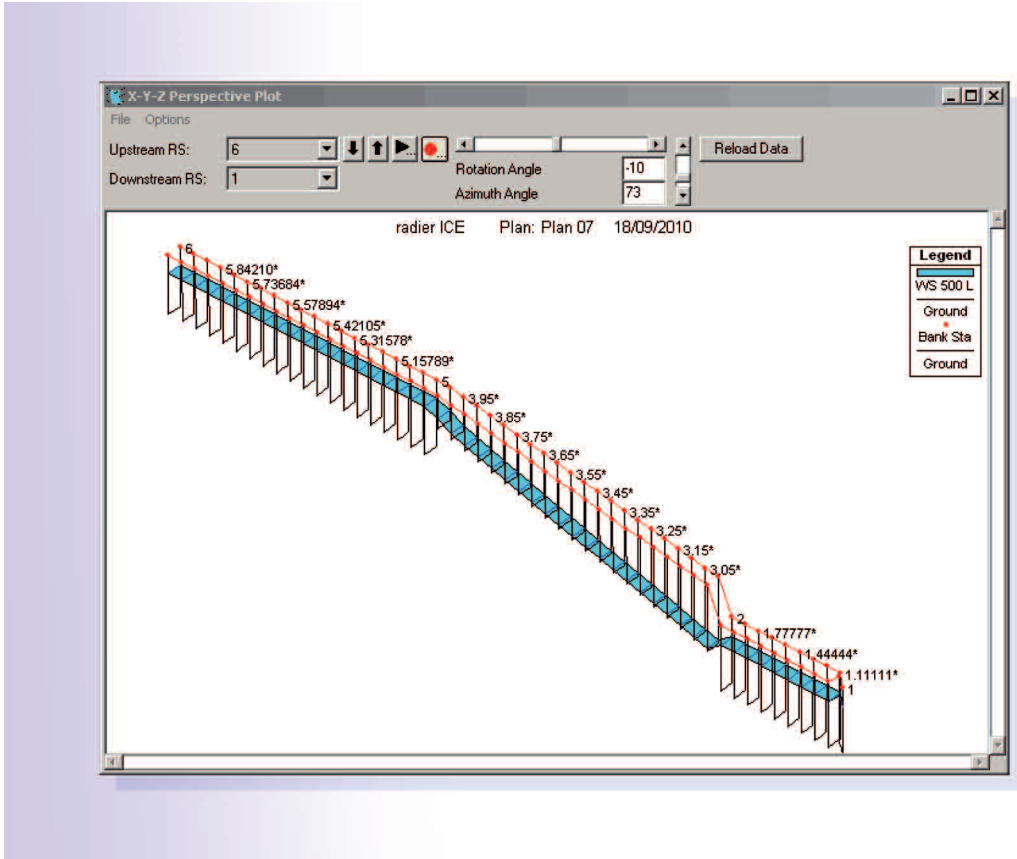 X-Y-Z Perspective Plot
File Options
Upstream RS: 6
Downstream RS: 1
Rotation Angle -10
Azimuth Angle 73
Reload Data
radier ICE Plan: Plan 07 18/09/2010
Legend
WS 500 L
Ground
Bank Sta
Ground
6
5.84210*
5.73684*
5.57894*
5.42105*
5.31578*
5.15789*
5
3.95*
3.85*
3.75*
3.65*
3.55*
3.45*
3.35*
3.25*
3.15*
3.05*
2
1.77777*
1.44444*
1.11111*
1